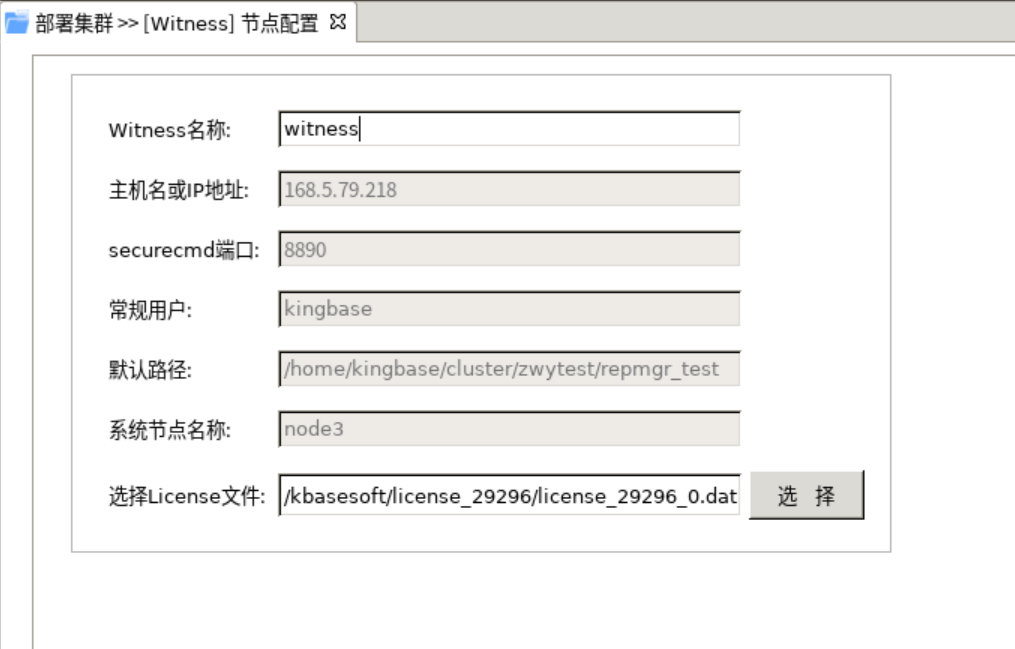 部署集群 >> [Witness] 节点配置
Witness名称: witness
主机名或IP地址: 168.5.79.218
securecmd端口: 8890
常规用户: kingbase
默认路径: /home/kingbase/cluster/zwytest/repmgr_test
系统节点名称: node3
选择License文件: /kbasesoft/license_29296/license_29296_0.dat 选 择